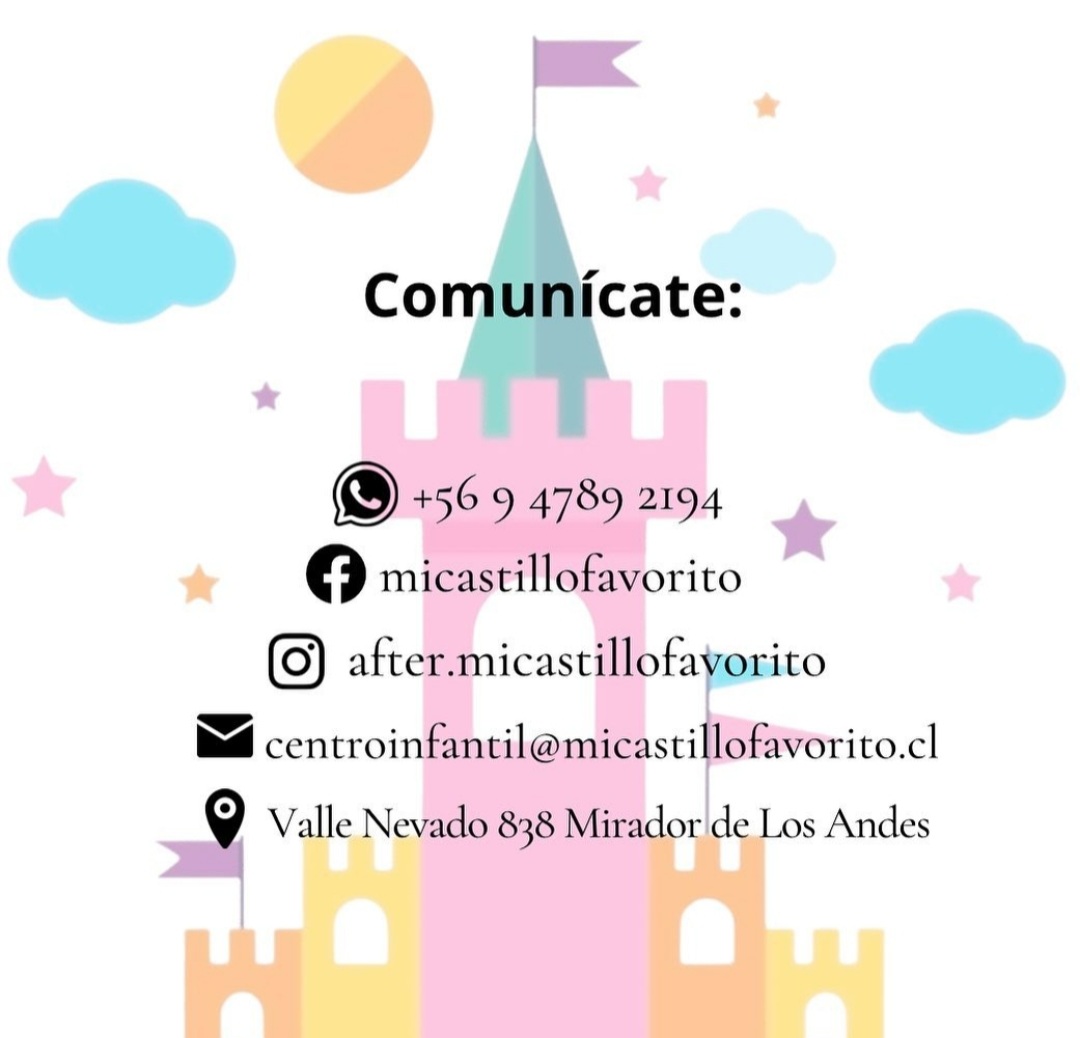 Comunícate:
+56 9 4789 2194
micastillofavorito
after.micastillofavorito
centroinfantil@micastillofavorito.cl
Valle Nevado 838 Mirador de Los Andes